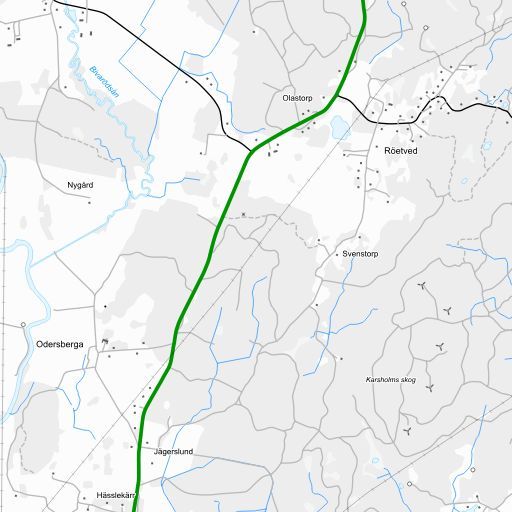 Bivarödsån
Olastorp
Röetved
Nygård
Svenstorp
Odersberga
Karsholms skog
Jägerslund
Hässlekärr